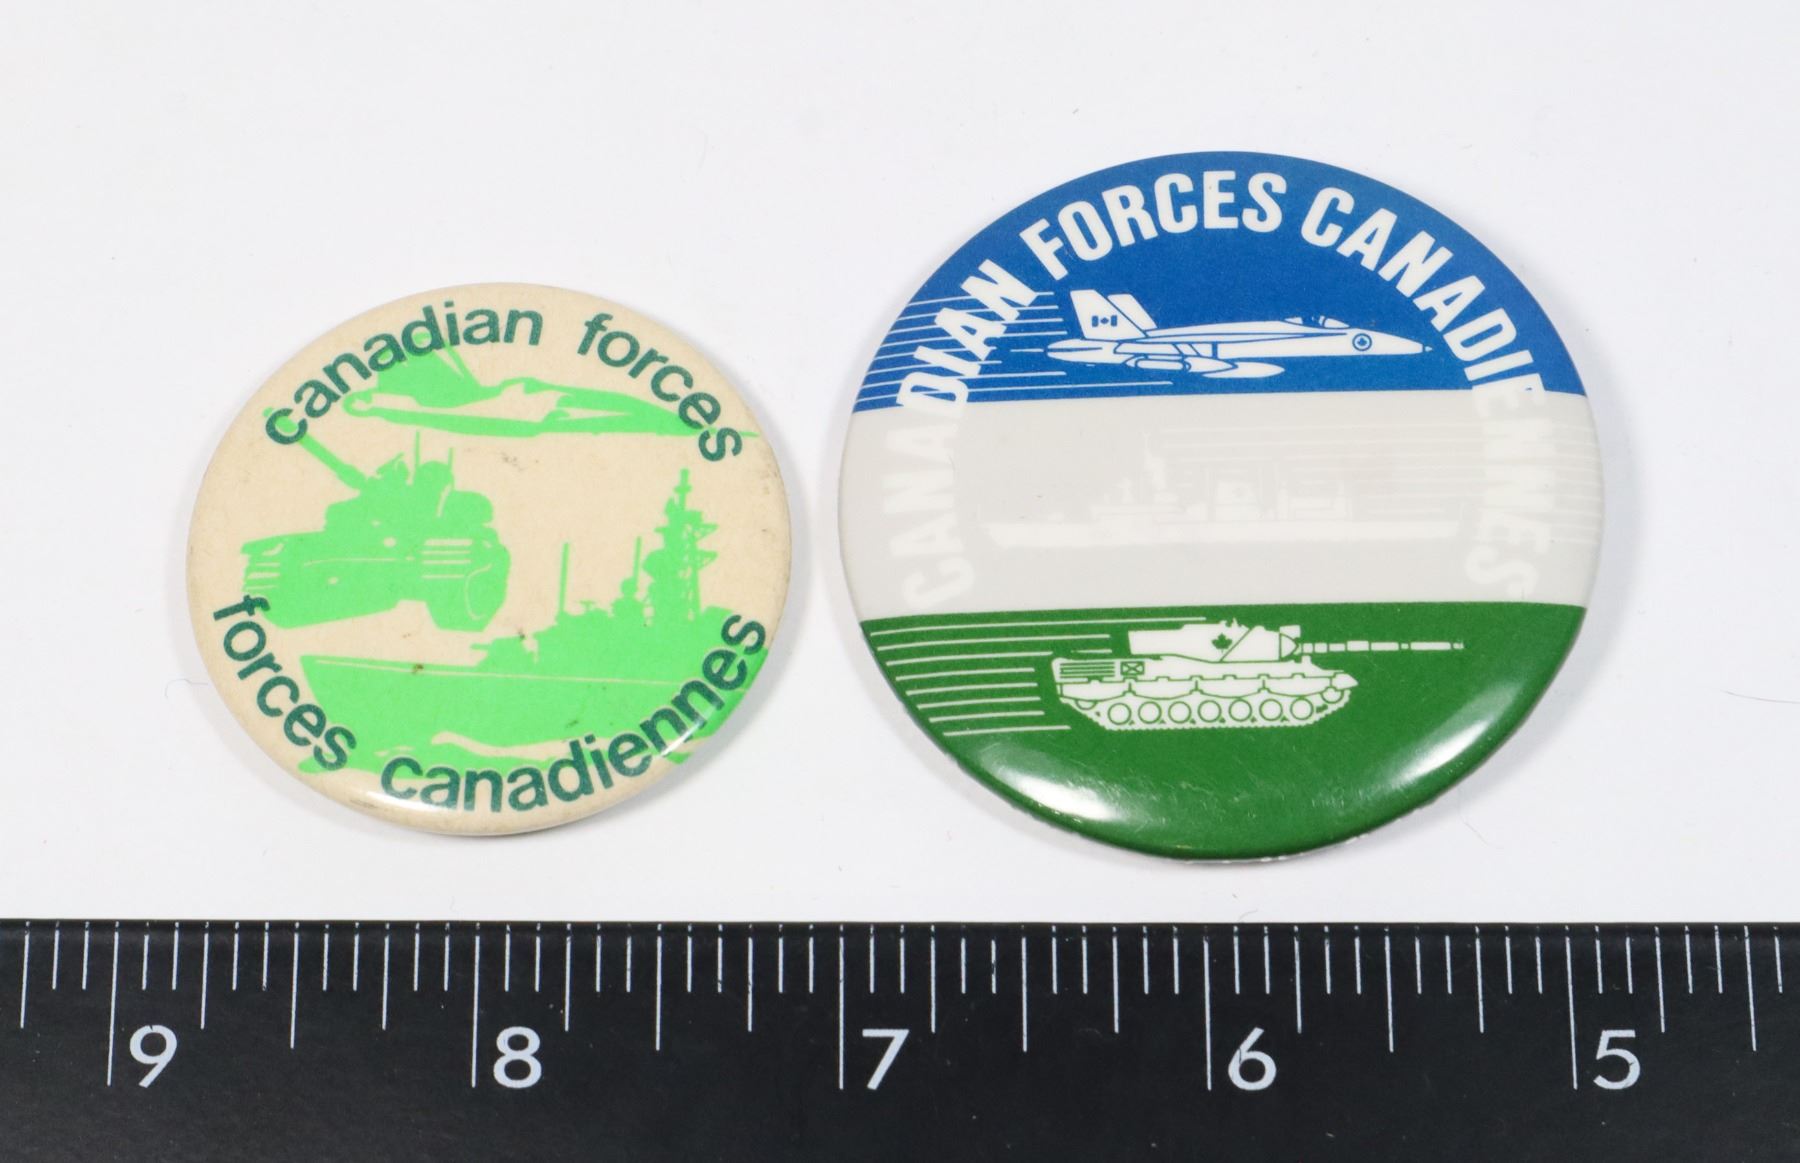 canadian forces
forces canadiennes
CANADIAN FORCES CANADIENNES
9 8 7 6 5